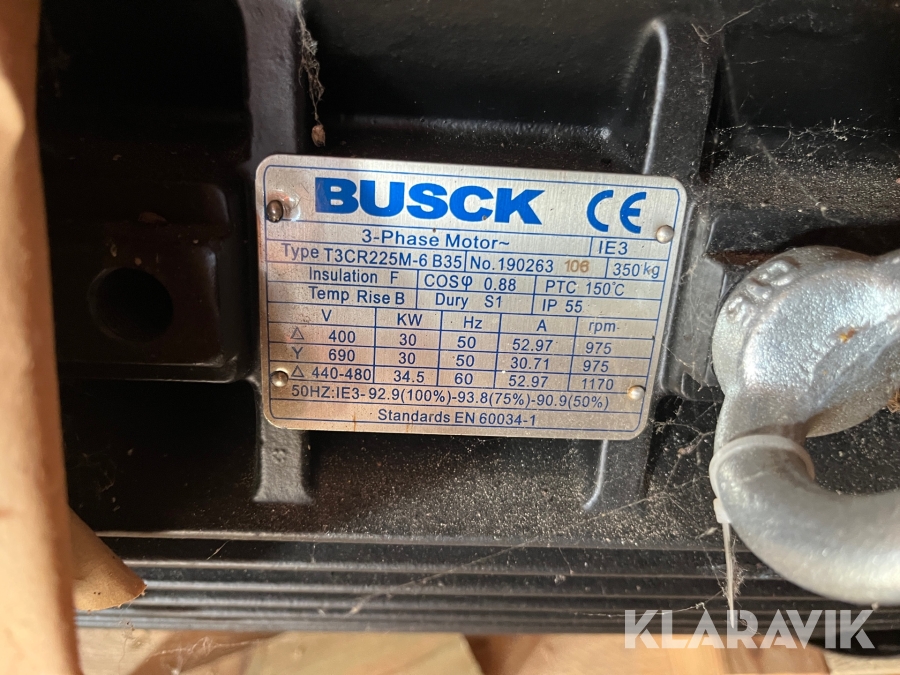 BUSCK CE
3-Phase Motor~ IE3
Type T3CR225M-6 B35 No. 190263 106 350kg
Insulation F COSφ 0.88 PTC 150℃
Temp Rise B Dury S1 IP 55
V KW Hz A rpm
△ 400 30 50 52.97 975
Y 690 30 50 30.71 975
△ 440-480 34.5 60 52.97 1170
50HZ:IE3-92.9(100%)-93.8(75%)-90.9(50%)
Standards EN 60034-1
KLARAVIK